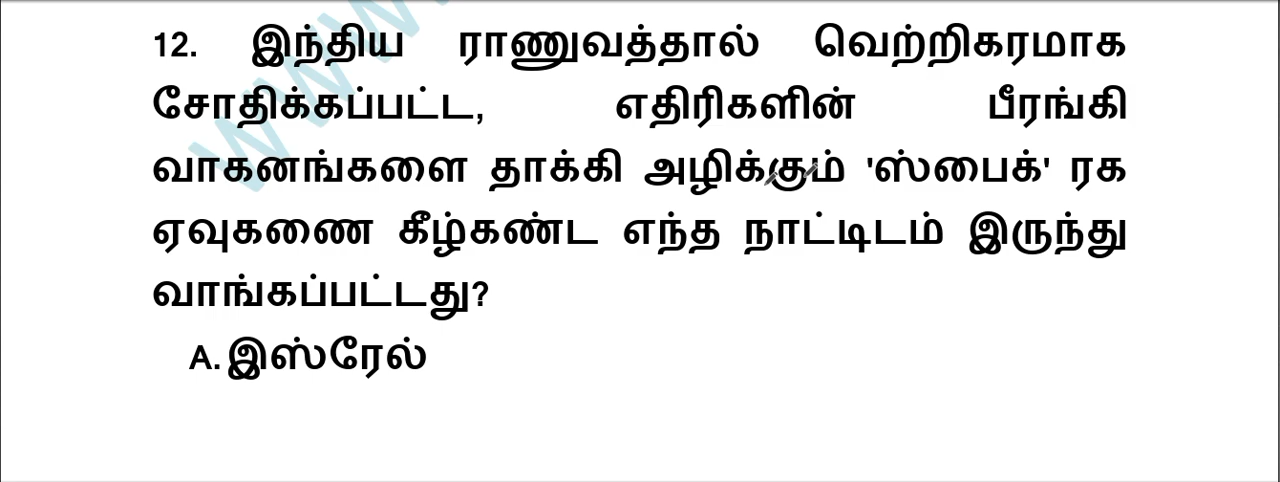 12. இந்திய ராணுவத்தால் வெற்றிகரமாக
சோதிக்கப்பட்ட, எதிரிகளின் பீரங்கி
வாகனங்களை தாக்கி அழிக்கும் 'ஸ்பைக்' ரக
ஏவுகணை கீழ்கண்ட எந்த நாட்டிடம் இருந்து
வாங்கப்பட்டது?
A. இஸ்ரேல்
www